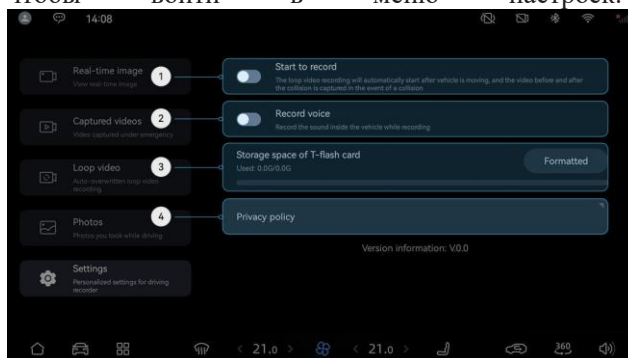 чтобы войти в меню настроек.
14:08
Real-time image
View real-time image
1
Start to record
The loop video recording will automatically start after vehicle is moving, and the video before and after
the collision is captured in the event of a collision
Captured videos
Video captured under emergency
2
Record voice
Record the sound inside the vehicle while recording
Loop video
Auto-overwritten loop video
recording
3
Storage space of T-flash card
Used: 0.0G/0.0G
Formatted
Photos
Photos you took while driving
4
Privacy policy
Version information: V.0.0
Settings
Personalized settings for driving
recorder
< 21.0 >
< 21.0 >
360